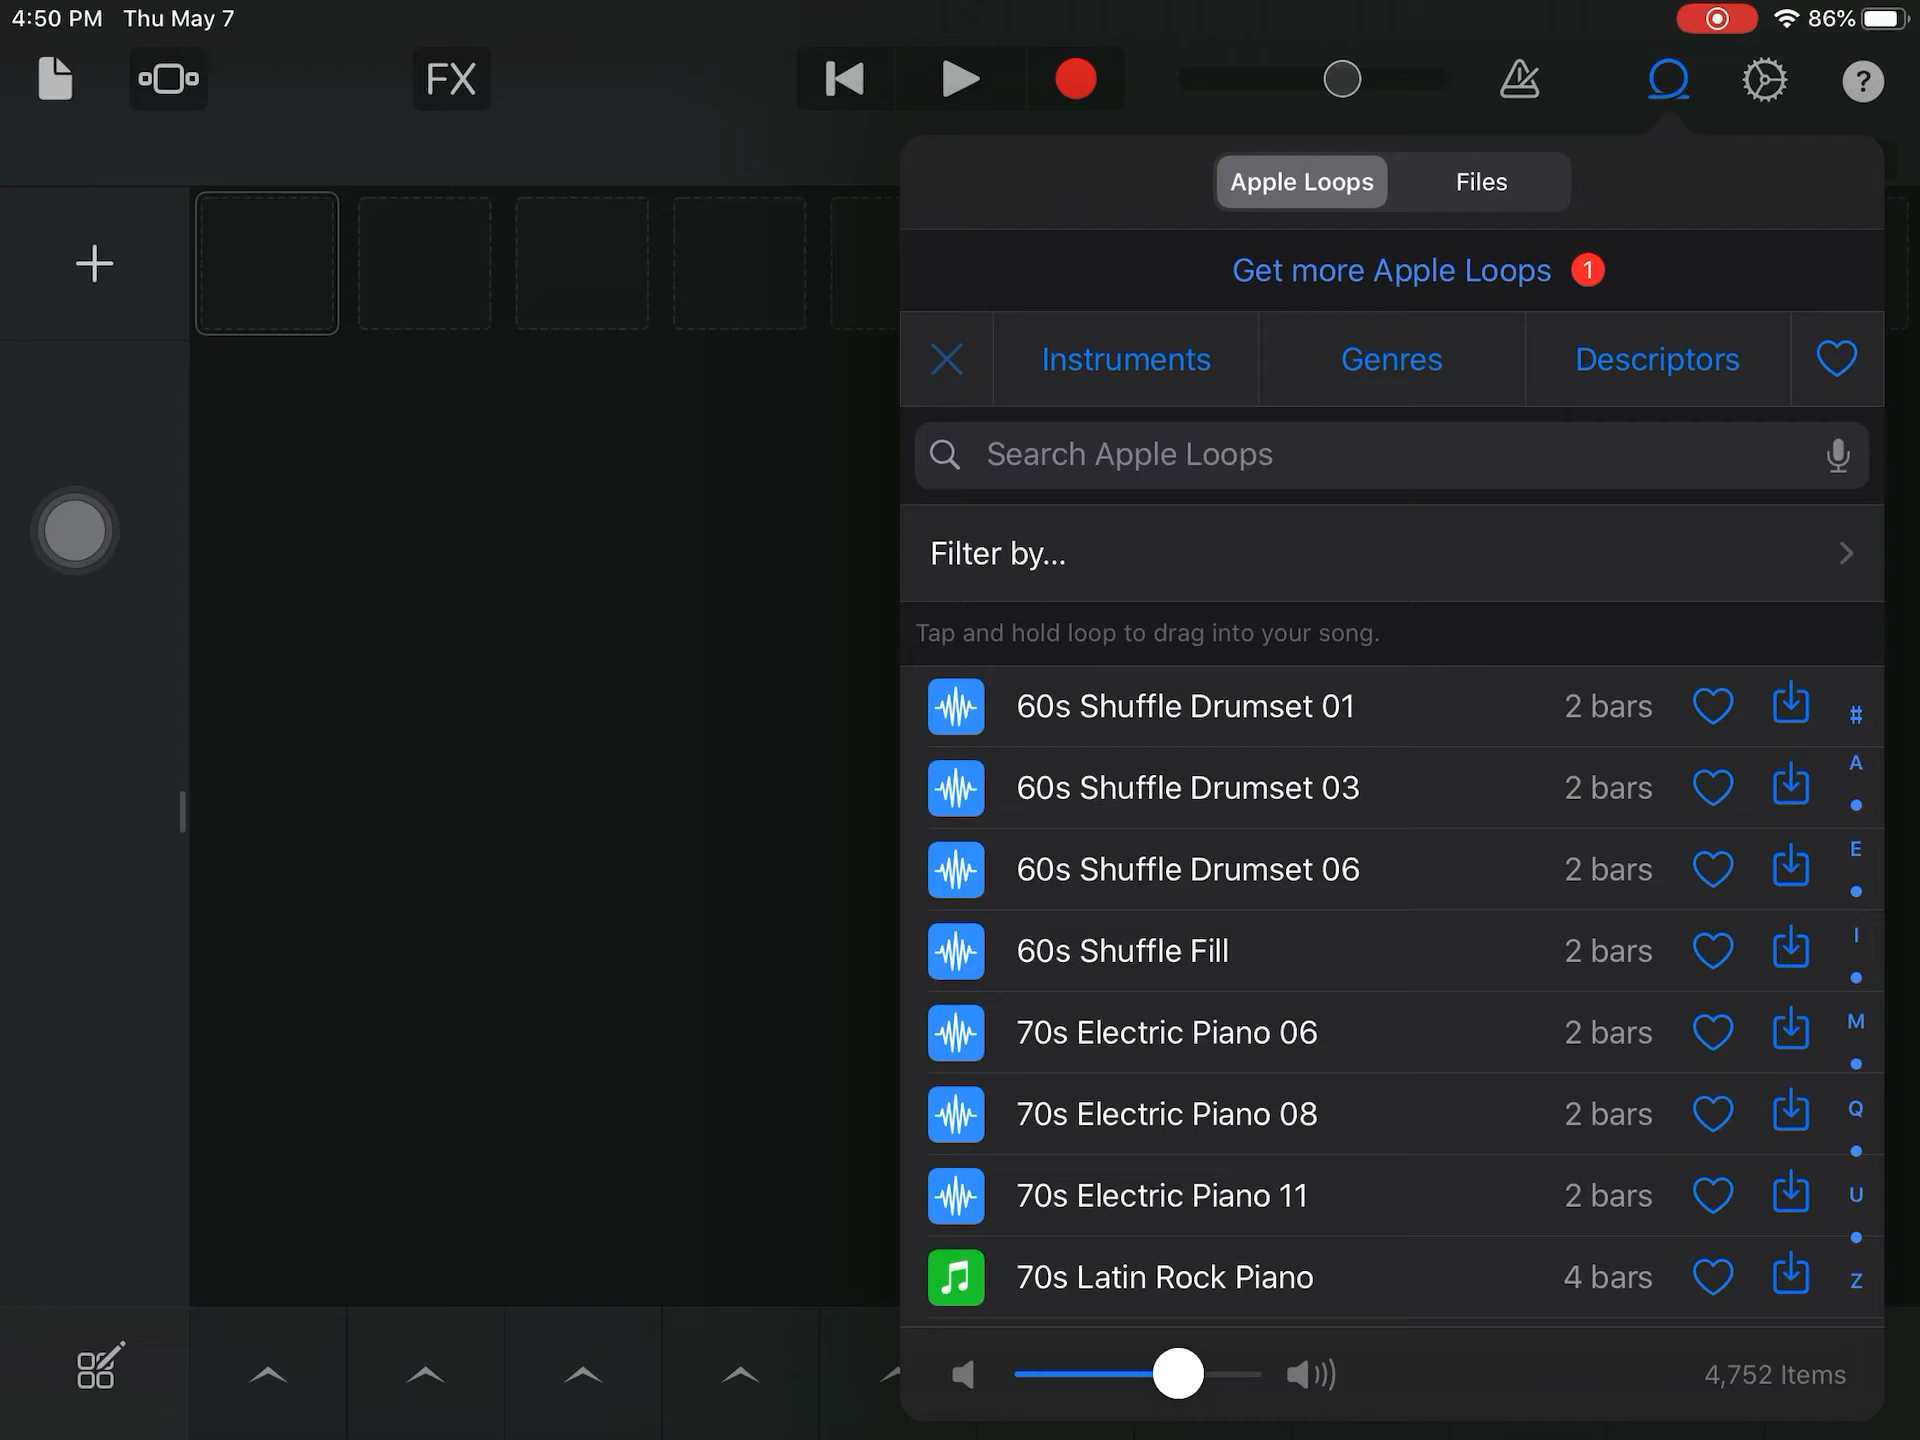 4:50 PM Thu May 7
86%
FX
?
Apple Loops
Files
Get more Apple Loops 1
Instruments
Genres
Descriptors
Search Apple Loops
Filter by...
Tap and hold loop to drag into your song.
60s Shuffle Drumset 01 2 bars
#
60s Shuffle Drumset 03 2 bars
A
60s Shuffle Drumset 06 2 bars
E
60s Shuffle Fill 2 bars
I
70s Electric Piano 06 2 bars
M
70s Electric Piano 08 2 bars
Q
70s Electric Piano 11 2 bars
U
70s Latin Rock Piano 4 bars
Z
4,752 Items